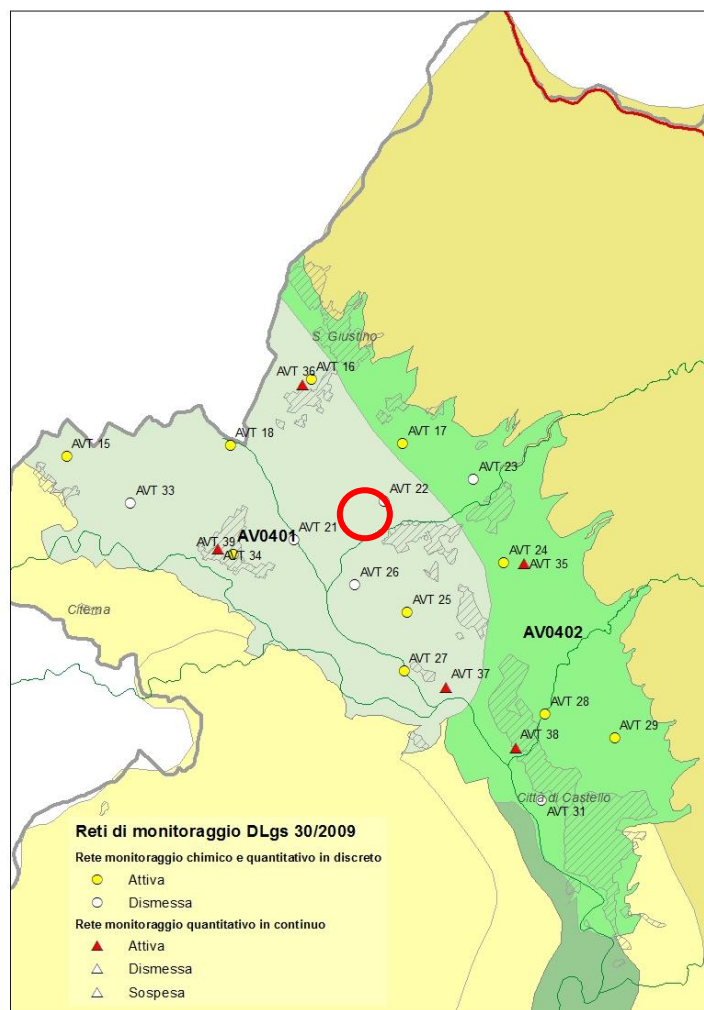 S. Giustino
AVT 36
AVT 16
AVT 15
AVT 18
AVT 17
AVT 23
AVT 33
AVT 22
AVT 39
AV0401
AVT 21
AVT 34
AVT 24
AVT 35
AVT 26
Citerna
AVT 25
AV0402
AVT 27
AVT 37
AVT 28
AVT 29
AVT 38
Città di Castello
AVT 31
Reti di monitoraggio DLgs 30/2009
Rete monitoraggio chimico e quantitativo in discreto
Attiva
Dismessa
Rete monitoraggio quantitativo in continuo
Attiva
Dismessa
Sospesa